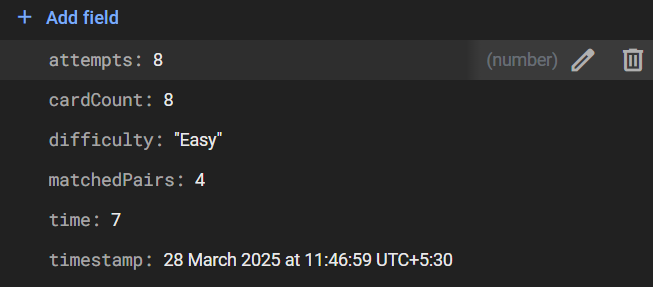 + Add field
attempts: 8 (number)
cardCount: 8
difficulty: "Easy"
matchedPairs: 4
time: 7
timestamp: 28 March 2025 at 11:46:59 UTC+5:30